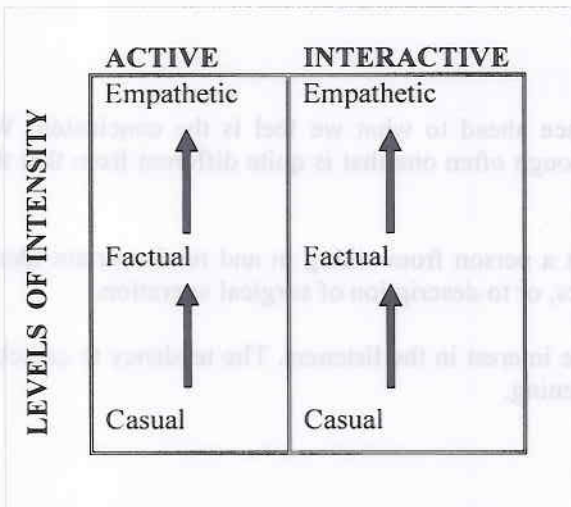 ACTIVE INTERACTIVE
Empathetic Empathetic
LEVELS OF INTENSITY
Factual Factual
Casual Casual